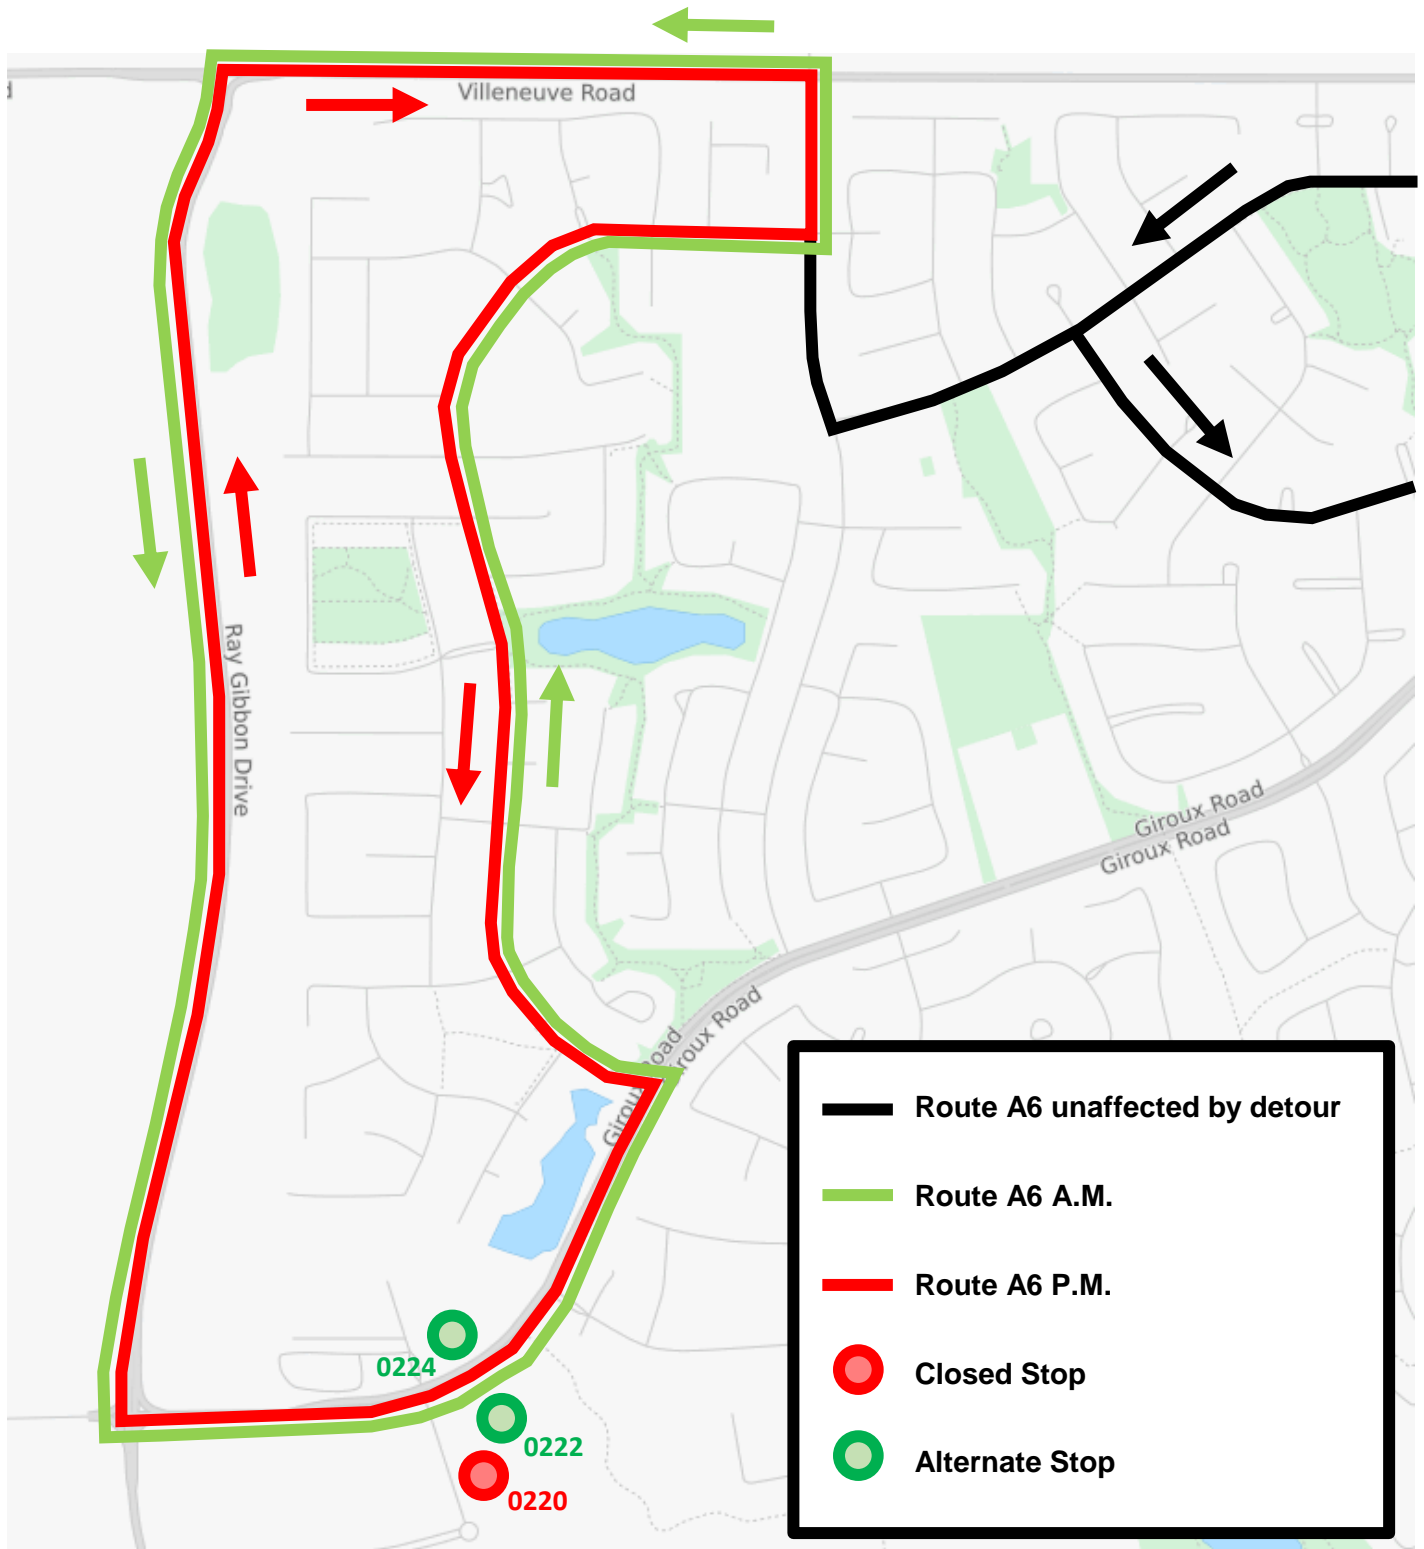 Villeneuve Road
Ray Gibbon Drive
Giroux Road
Giroux Road
Giroux Road
Route A6 unaffected by detour
Route A6 A.M.
Route A6 P.M.
Closed Stop
Alternate Stop
0224
0222
0220